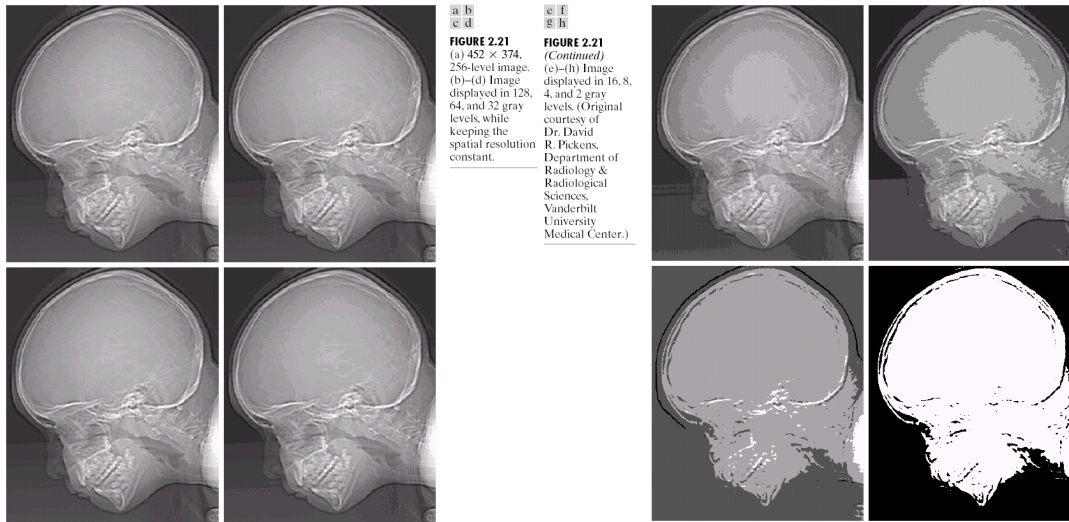 a b
c d
FIGURE 2.21
(a) 452 × 374,
256-level image.
(b)–(d) Image
displayed in 128,
64, and 32 gray
levels, while
keeping the
spatial resolution
constant.
e f
g h
FIGURE 2.21
(Continued)
(e)–(h) Image
displayed in 16, 8,
4, and 2 gray
levels. (Original
courtesy of
Dr. David
R. Pickens,
Department of
Radiology &
Radiological
Sciences,
Vanderbilt
University
Medical Center.)